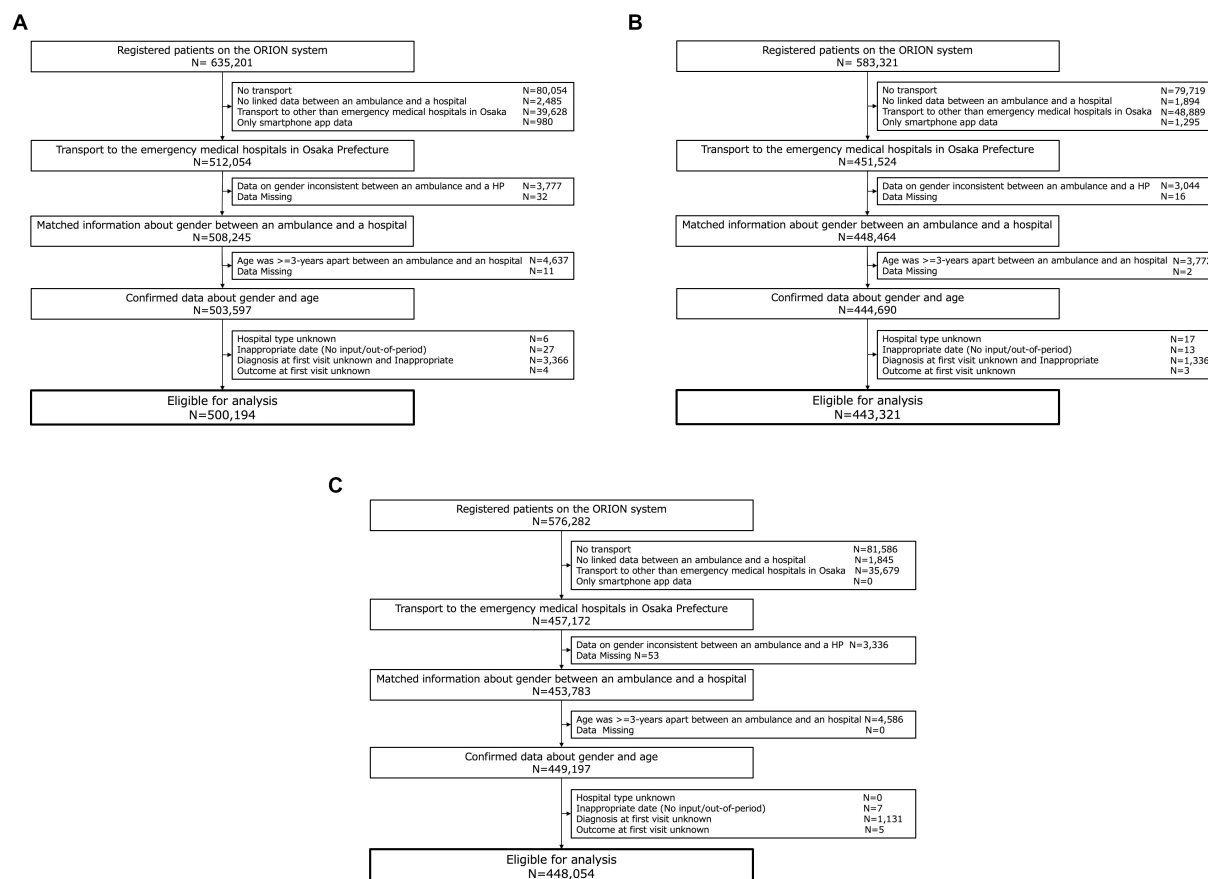 A
Registered patients on the ORION system
N= 635,201
No transport N=80,054
No linked data between an ambulance and a hospital N=2,485
Transport to other than emergency medical hospitals in Osaka N=39,628
Only smartphone app data N=980
Transport to the emergency medical hospitals in Osaka Prefecture
N=512,054
Data on gender inconsistent between an ambulance and a HP N=3,777
Data Missing N=32
Matched information about gender between an ambulance and a hospital
N=508,245
Age was >=3-years apart between an ambulance and an hospital N=4,637
Data Missing N=11
Confirmed data about gender and age
N=503,597
Hospital type unknown N=6
Inappropriate date (No input/out-of-period) N=27
Diagnosis at first visit unknown and Inappropriate N=3,366
Outcome at first visit unknown N=4
Eligible for analysis
N=500,194
B
Registered patients on the ORION system
N= 583,321
No transport N=79,719
No linked data between an ambulance and a hospital N=1,894
Transport to other than emergency medical hospitals in Osaka N=48,889
Only smartphone app data N=1,295
Transport to the emergency medical hospitals in Osaka Prefecture
N=451,524
Data on gender inconsistent between an ambulance and a HP N=3,044
Data Missing N=16
Matched information about gender between an ambulance and a hospital
N=448,464
Age was >=3-years apart between an ambulance and an hospital N=3,772
Data Missing N=2
Confirmed data about gender and age
N=444,690
Hospital type unknown N=17
Inappropriate date (No input/out-of-period) N=13
Diagnosis at first visit unknown and Inappropriate N=1,336
Outcome at first visit unknown N=3
Eligible for analysis
N=443,321
C
Registered patients on the ORION system
N=576,282
No transport N=81,586
No linked data between an ambulance and a hospital N=1,845
Transport to other than emergency medical hospitals in Osaka N=35,679
Only smartphone app data N=0
Transport to the emergency medical hospitals in Osaka Prefecture
N=457,172
Data on gender inconsistent between an ambulance and a HP N=3,336
Data Missing N=53
Matched information about gender between an ambulance and a hospital
N=453,783
Age was >=3-years apart between an ambulance and an hospital N=4,586
Data Missing N=0
Confirmed data about gender and age
N=449,197
Hospital type unknown N=0
Inappropriate date (No input/out-of-period) N=7
Diagnosis at first visit unknown N=1,131
Outcome at first visit unknown N=5
Eligible for analysis
N=448,054